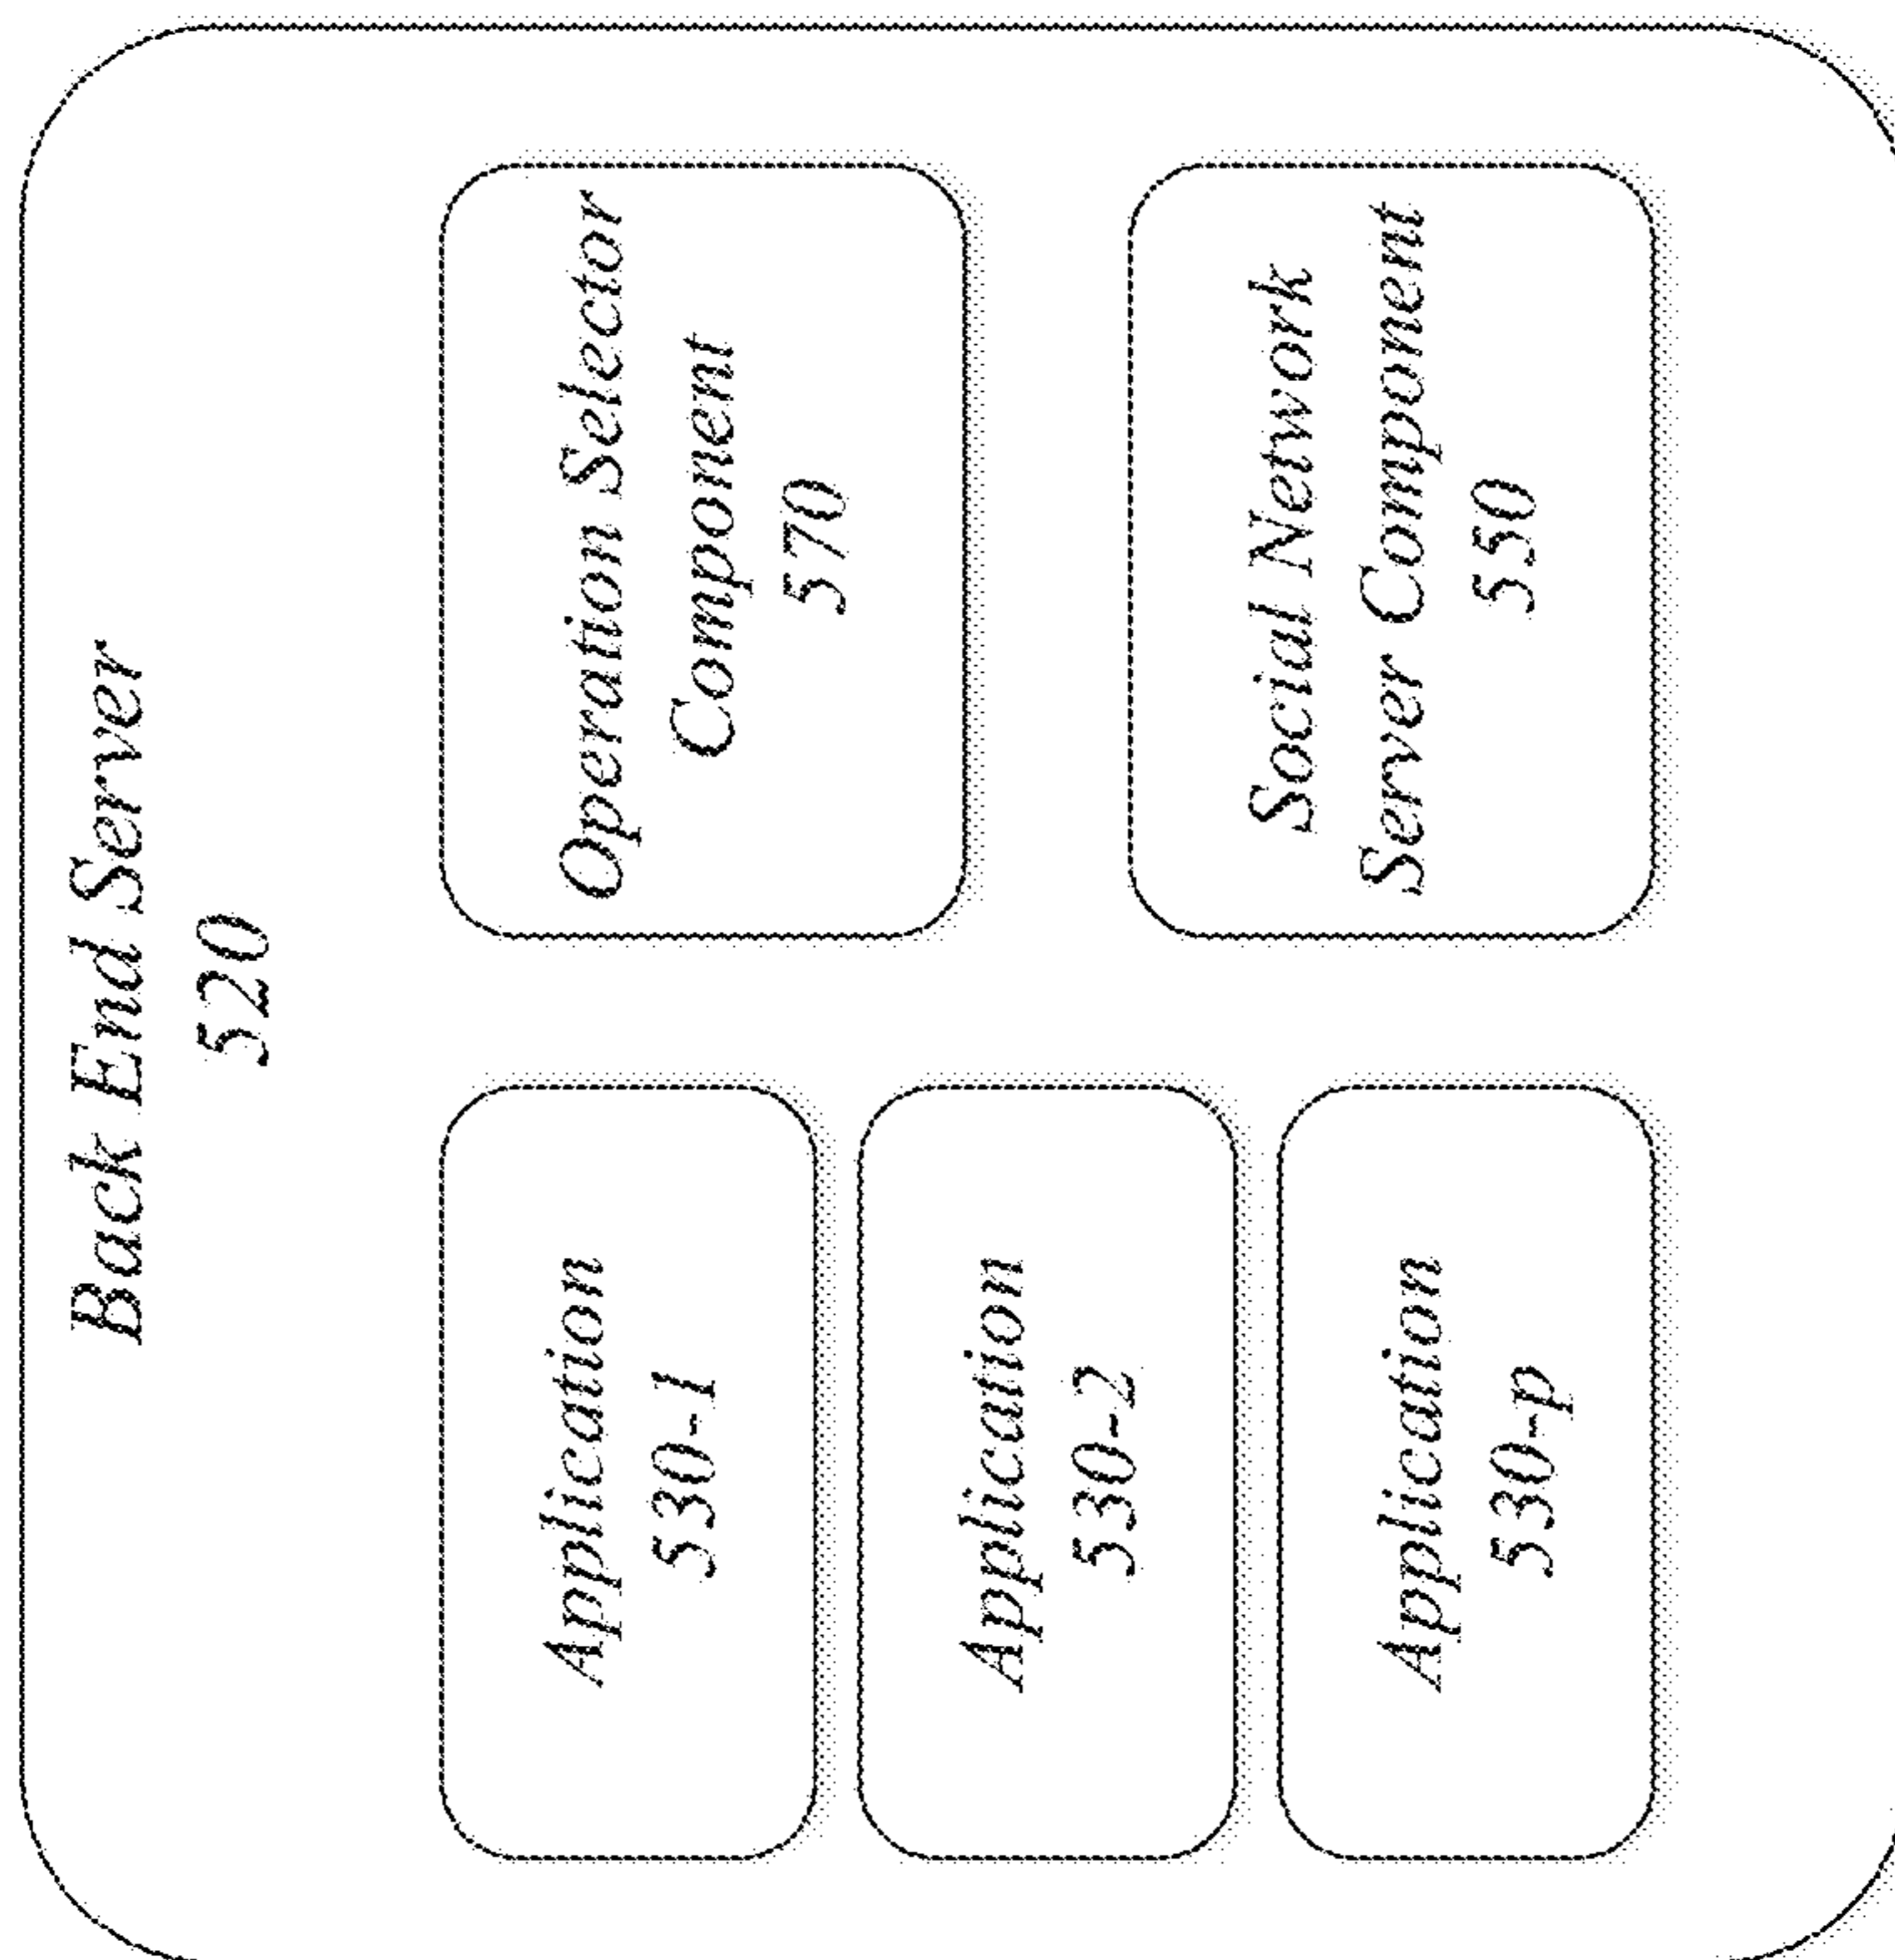 Back End Server
520
Application
530-1
Application
530-2
Application
530-p
Operation Selector
Component
570
Social Network
Server Component
550